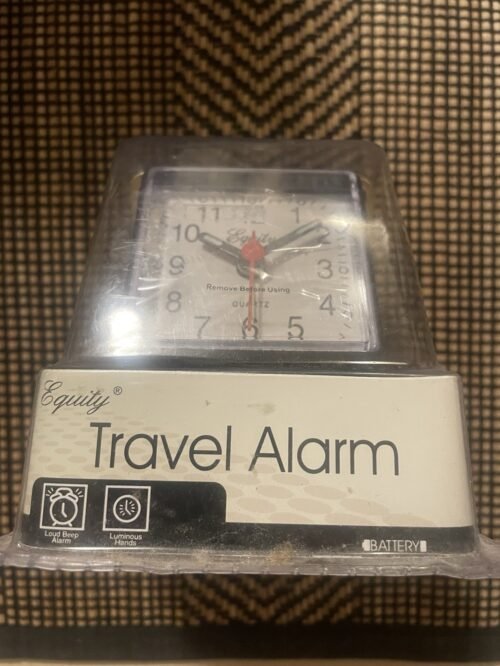 11 1
10 Equity 2
9 3
Remove Before Using
8 QUARTZ 4
7 6 5
Equity®
Travel Alarm
Loud Beep
Alarm
Luminous
Hands
BATTERY